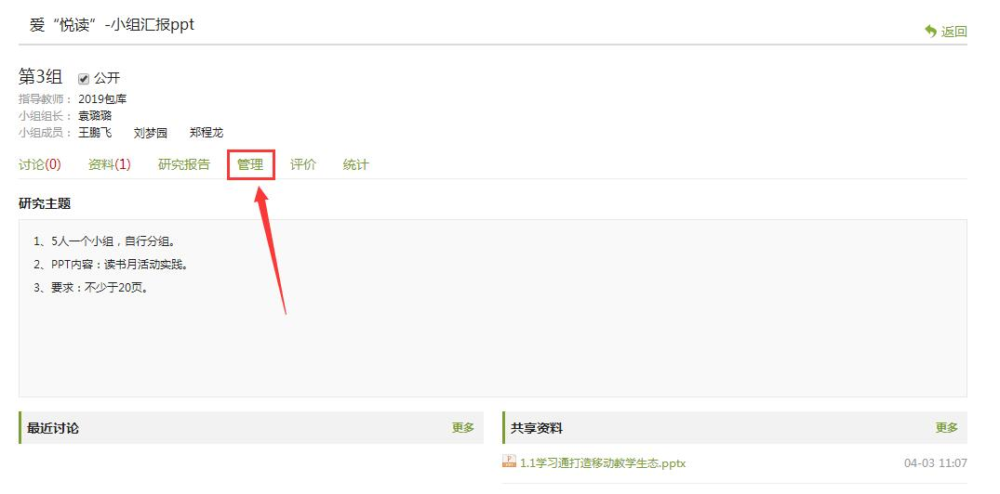 爱“悦读”-小组汇报ppt
返回
第3组 公开
指导教师： 2019包库
小组组长： 袁璐璐
小组成员： 王鹏飞 刘梦园 郑程龙
讨论(0) 资料(1) 研究报告 管理 评价 统计
研究主题
1、5人一个小组，自行分组。
2、PPT内容：读书月活动实践。
3、要求：不少于20页。
最近讨论 更多
共享资料 更多
1.1学习通打造移动教学生态.pptx 04-03 11:07